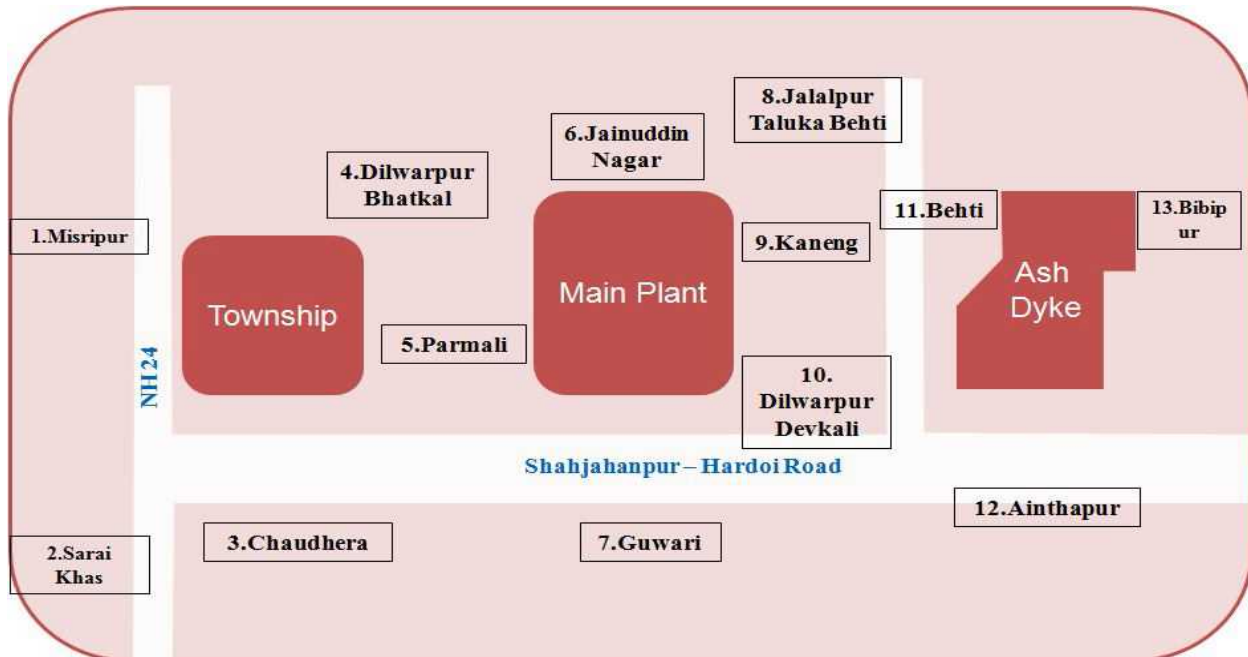 8.Jalalpur
Taluka Behti
6.Jainuddin
Nagar
4.Dilwarpur
Bhatkal
1.Misripur
11.Behti
13.Bibip
ur
9.Kaneng
Township
Main Plant
Ash
Dyke
5.Parmali
NH 24
10.
Dilwarpur
Devkali
Shahjahanpur – Hardoi Road
12.Ainthapur
2.Sarai
Khas
3.Chaudhera
7.Guwari